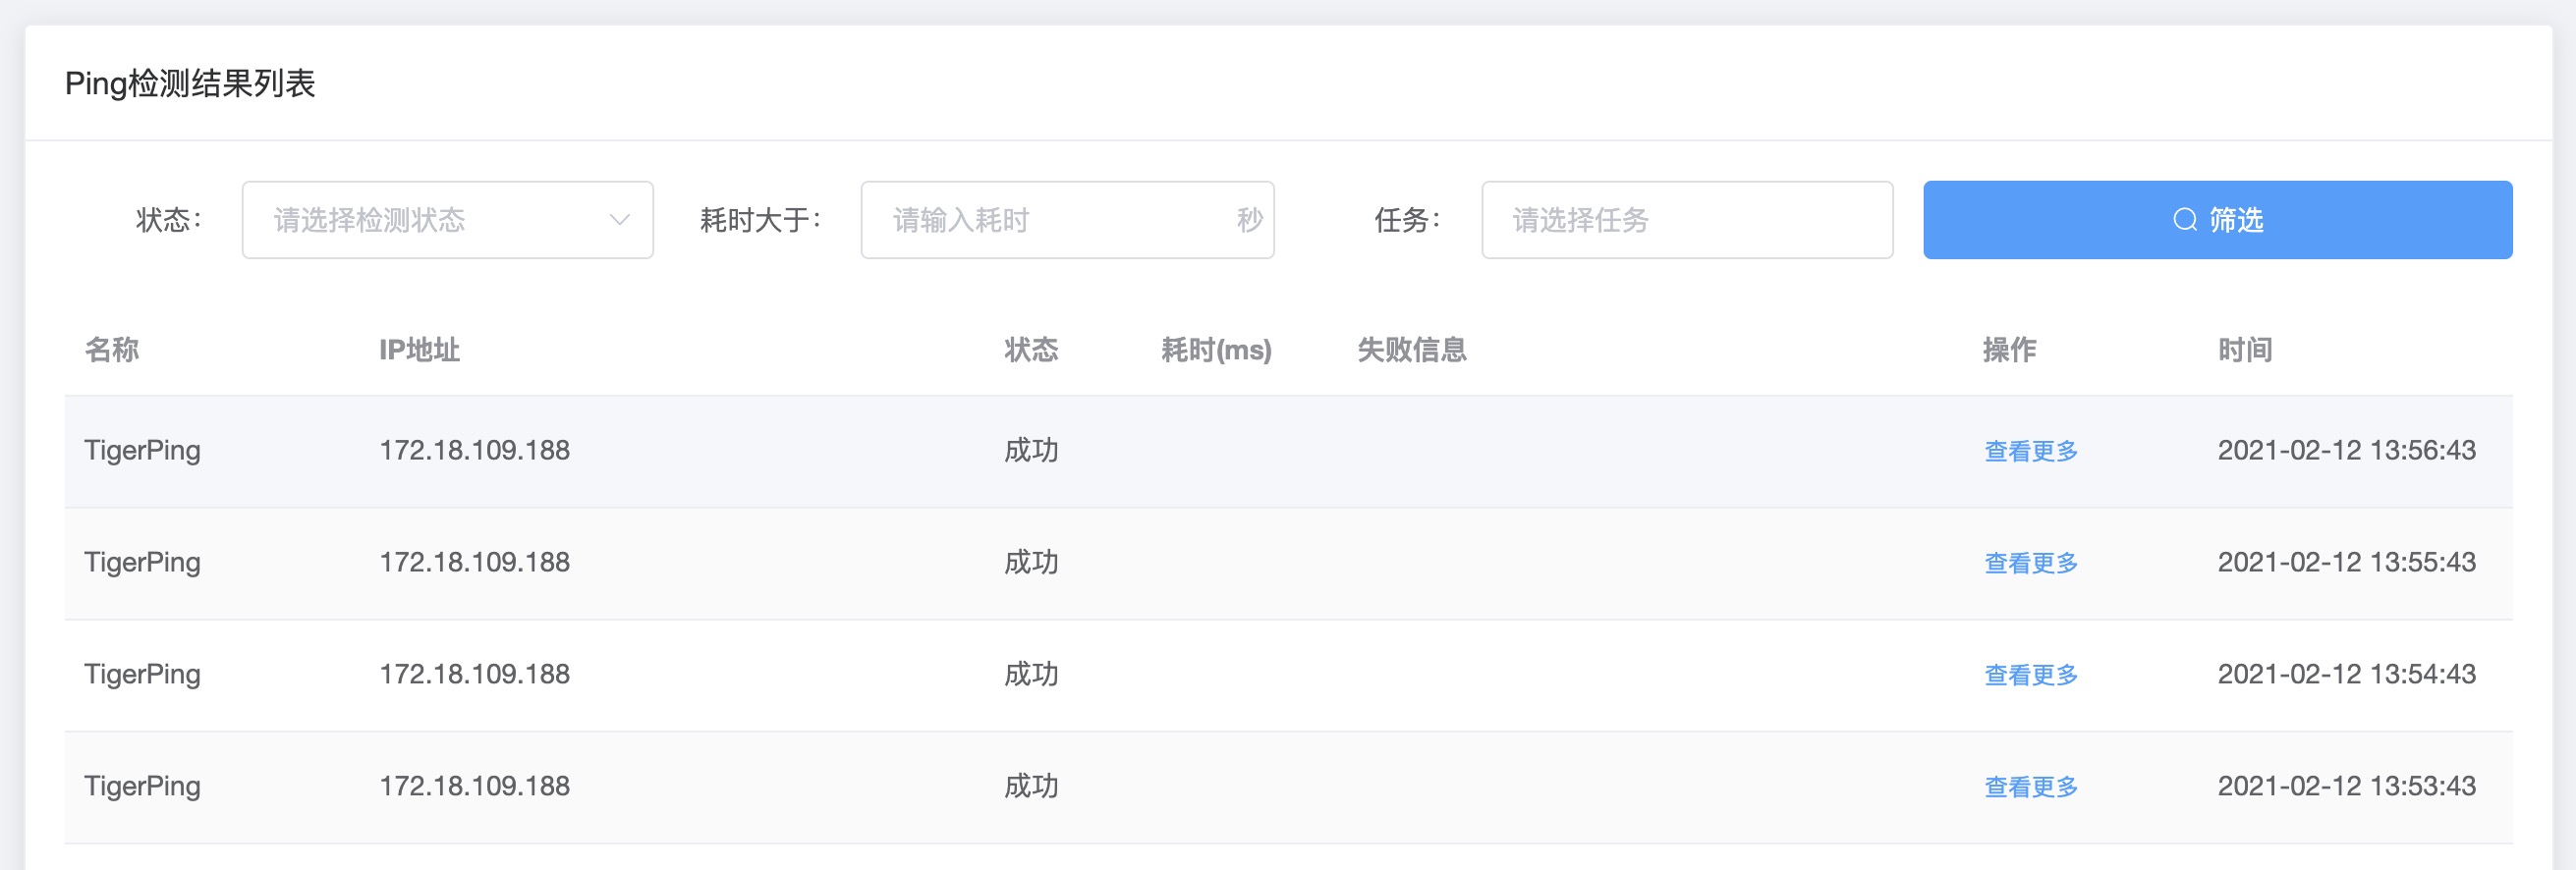 Ping检测结果列表
状态： 请选择检测状态 耗时大于： 请输入耗时 秒 任务： 请选择任务 筛选
名称 IP地址 状态 耗时(ms) 失败信息 操作 时间
TigerPing 172.18.109.188 成功 查看更多 2021-02-12 13:56:43
TigerPing 172.18.109.188 成功 查看更多 2021-02-12 13:55:43
TigerPing 172.18.109.188 成功 查看更多 2021-02-12 13:54:43
TigerPing 172.18.109.188 成功 查看更多 2021-02-12 13:53:43